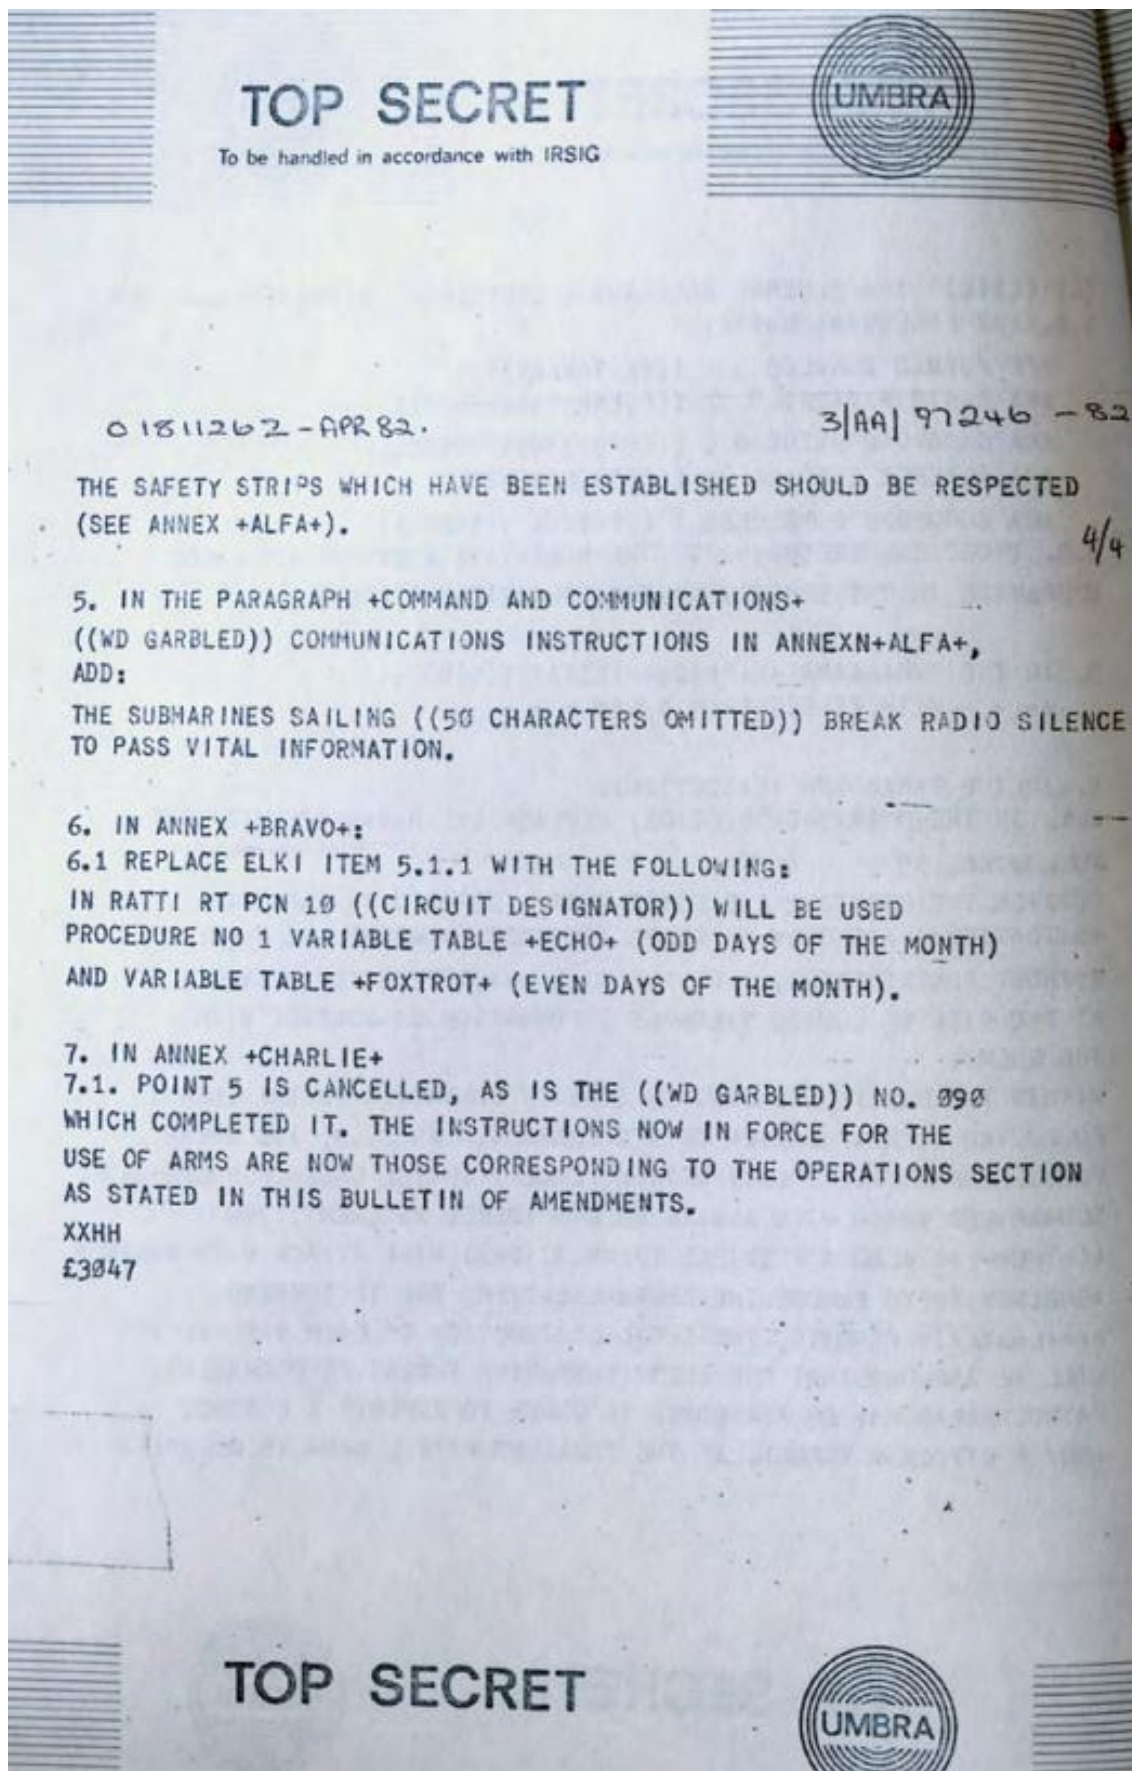 TOP SECRET
UMBRA
To be handled in accordance with IRSIG
0181126Z - APR 82.
3/AA/ 97246 - 82
THE SAFETY STRIPS WHICH HAVE BEEN ESTABLISHED SHOULD BE RESPECTED
(SEE ANNEX +ALFA+).
4/4
5. IN THE PARAGRAPH +COMMAND AND COMMUNICATIONS+
((WD GARBLED)) COMMUNICATIONS INSTRUCTIONS IN ANNEXN+ALFA+,
ADD:
THE SUBMARINES SAILING ((50 CHARACTERS OMITTED)) BREAK RADIO SILENCE
TO PASS VITAL INFORMATION.
6. IN ANNEX +BRAVO+:
6.1 REPLACE ELKI ITEM 5.1.1 WITH THE FOLLOWING:
IN RATTI RT PCN 10 ((CIRCUIT DESIGNATOR)) WILL BE USED
PROCEDURE NO 1 VARIABLE TABLE +ECHO+ (ODD DAYS OF THE MONTH)
AND VARIABLE TABLE +FOXTROT+ (EVEN DAYS OF THE MONTH).
7. IN ANNEX +CHARLIE+
7.1. POINT 5 IS CANCELLED, AS IS THE ((WD GARBLED)) NO. 090
WHICH COMPLETED IT. THE INSTRUCTIONS NOW IN FORCE FOR THE
USE OF ARMS ARE NOW THOSE CORRESPONDING TO THE OPERATIONS SECTION
AS STATED IN THIS BULLETIN OF AMENDMENTS.
XXHH
£3047
TOP SECRET
UMBRA